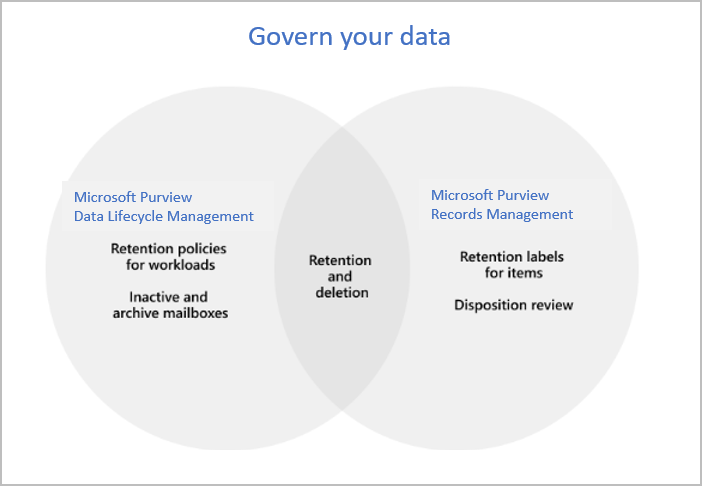 Govern your data
Microsoft Purview
Data Lifecycle Management
Retention policies
for workloads
Inactive and
archive mailboxes
Retention
and
deletion
Microsoft Purview
Records Management
Retention labels
for items
Disposition review